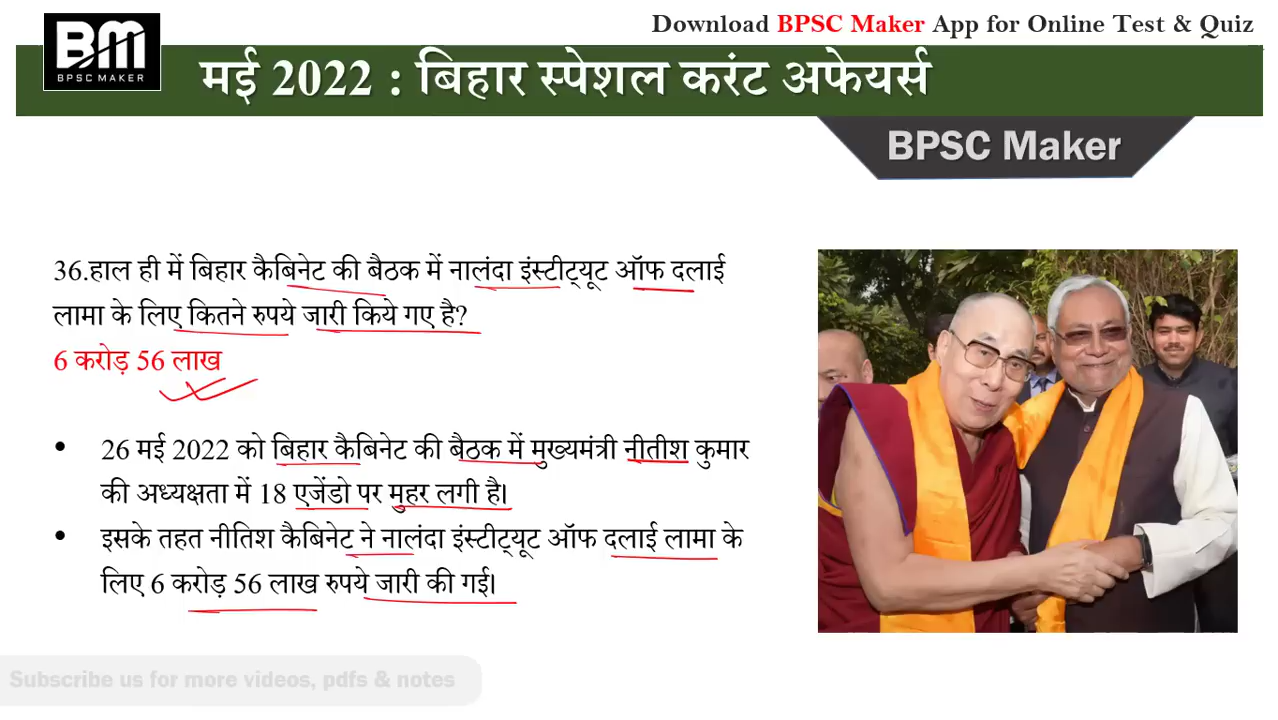 Download BPSC Maker App for Online Test & Quiz
BM
BPSC MAKER
मई 2022 : बिहार स्पेशल करंट अफेयर्स
BPSC Maker
36.हाल ही में बिहार कैबिनेट की बैठक में नालंदा इंस्टीट्यूट ऑफ दलाई
लामा के लिए कितने रुपये जारी किये गए है?
6 करोड़ 56 लाख
• 26 मई 2022 को बिहार कैबिनेट की बैठक में मुख्यमंत्री नीतीश कुमार
की अध्यक्षता में 18 एजेंडो पर मुहर लगी है।
• इसके तहत नीतिश कैबिनेट ने नालंदा इंस्टीट्यूट ऑफ दलाई लामा के
लिए 6 करोड़ 56 लाख रुपये जारी की गई।
Subscribe us for more videos, pdfs & notes